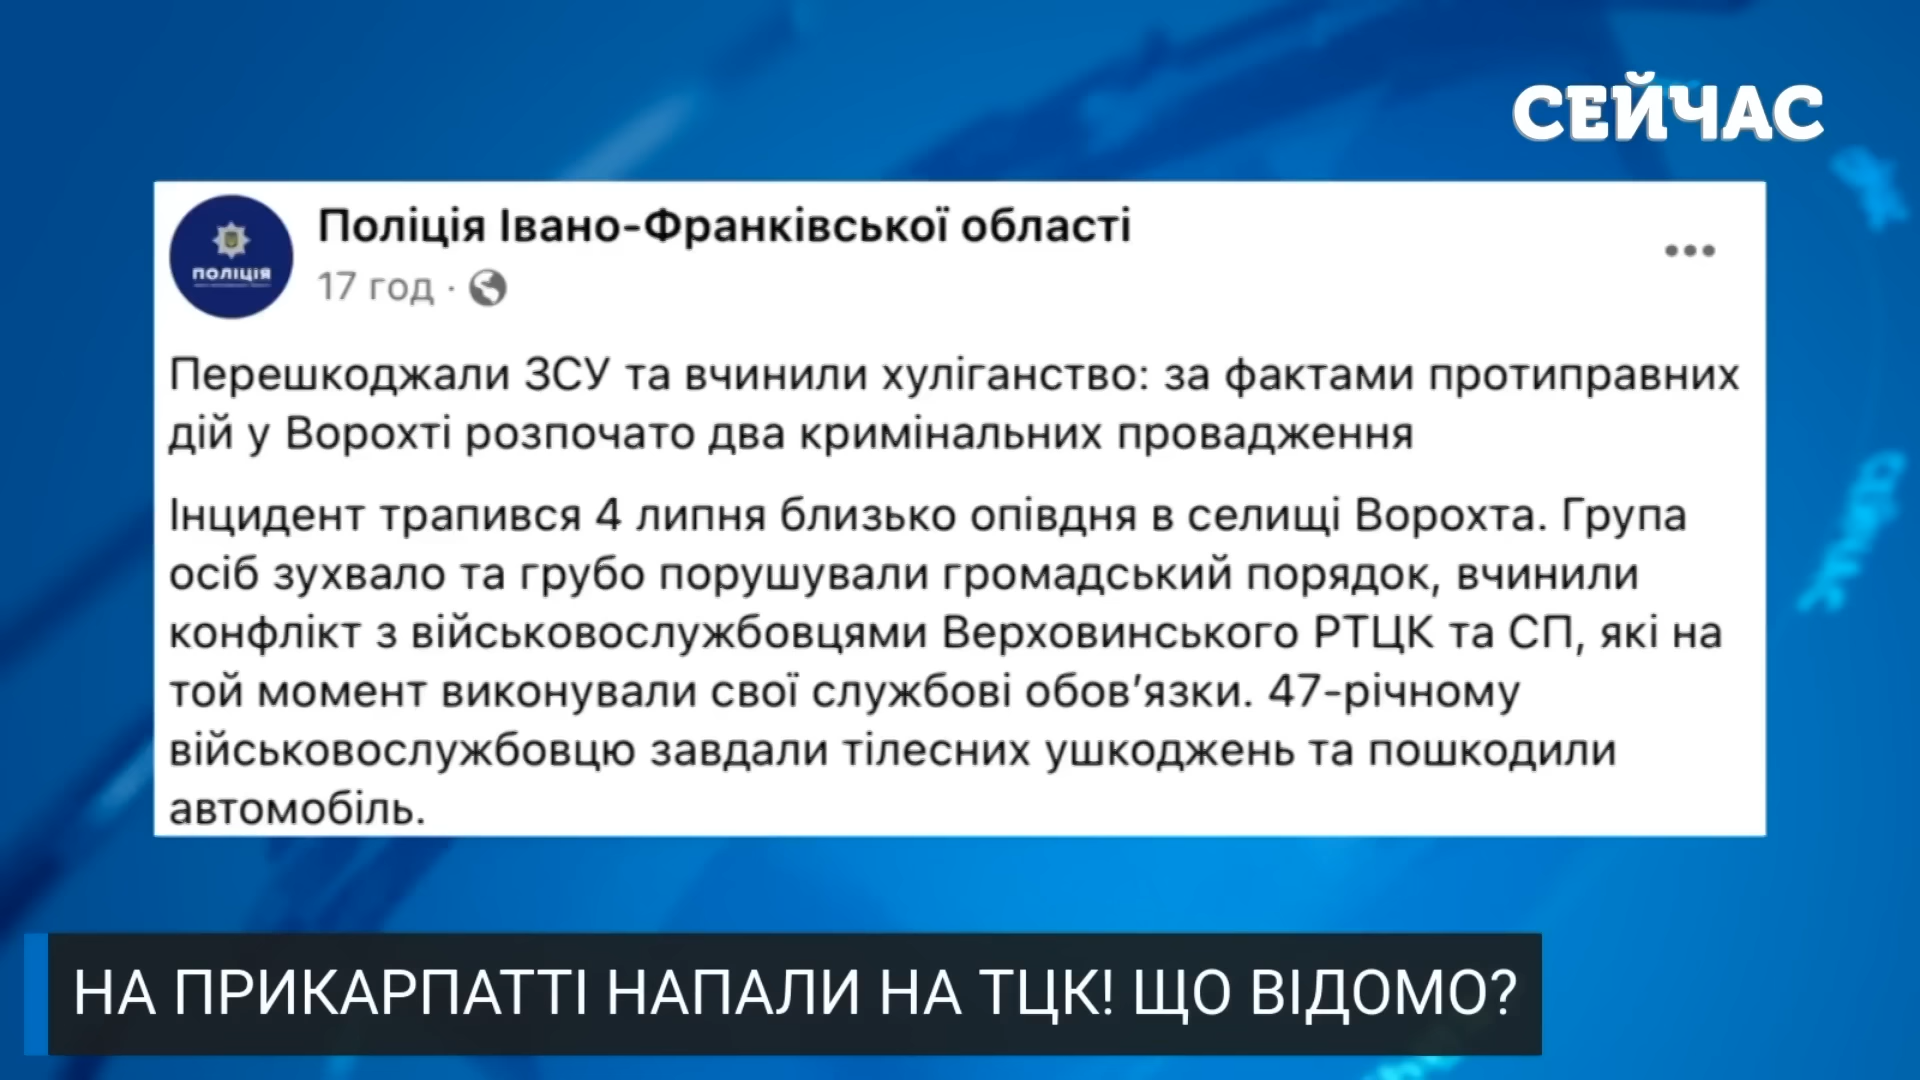 СЕЙЧАС
ПОЛІЦІЯ
Поліція Івано-Франківської області
17 год ·
Перешкоджали ЗСУ та вчинили хуліганство: за фактами протиправних
дій у Ворохті розпочато два кримінальних провадження
Інцидент трапився 4 липня близько опівдня в селищі Ворохта. Група
осіб зухвало та грубо порушували громадський порядок, вчинили
конфлікт з військовослужбовцями Верховинського РТЦК та СП, які на
той момент виконували свої службові обов’язки. 47-річному
військовослужбовцю завдали тілесних ушкоджень та пошкодили
автомобіль.
НА ПРИКАРПАТТІ НАПАЛИ НА ТЦК! ЩО ВІДОМО?